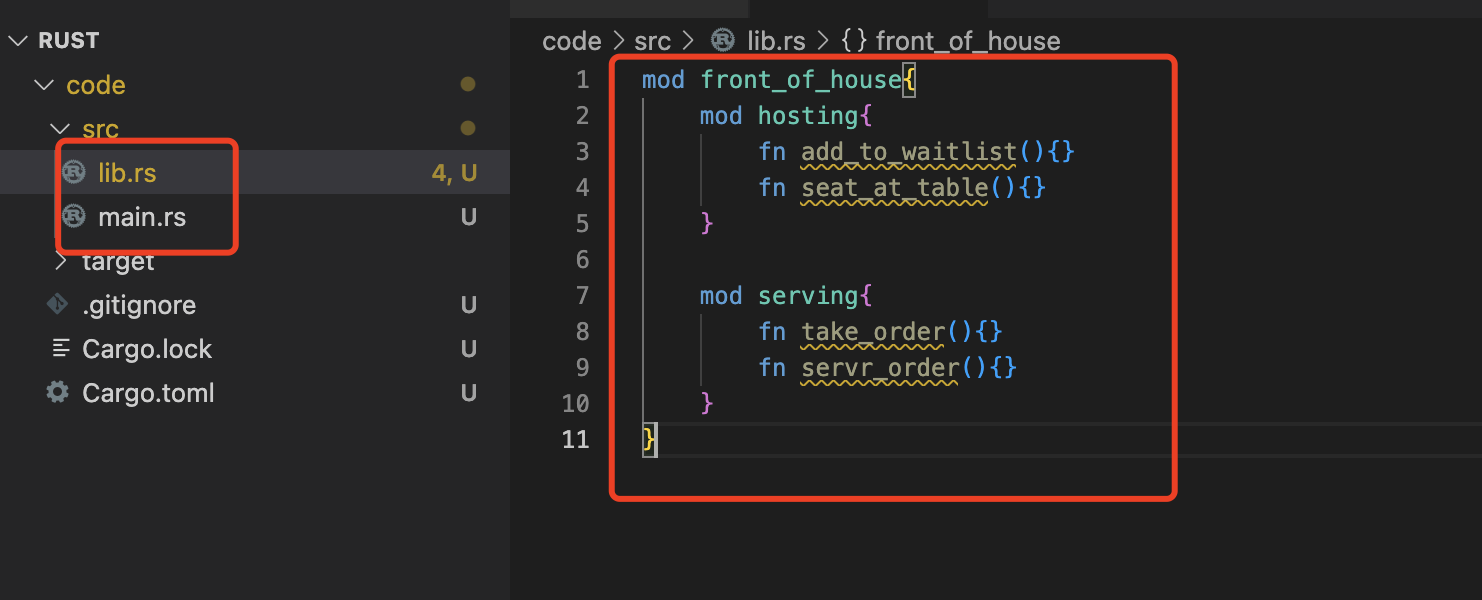 RUST
code
src
lib.rs 4, U
main.rs U
target
.gitignore U
Cargo.lock U
Cargo.toml U
code > src > lib.rs > {} front_of_house
1 mod front_of_house{
2 mod hosting{
3 fn add_to_waitlist(){}
4 fn seat_at_table(){}
5 }
6
7 mod serving{
8 fn take_order(){}
9 fn servr_order(){}
10 }
11 }